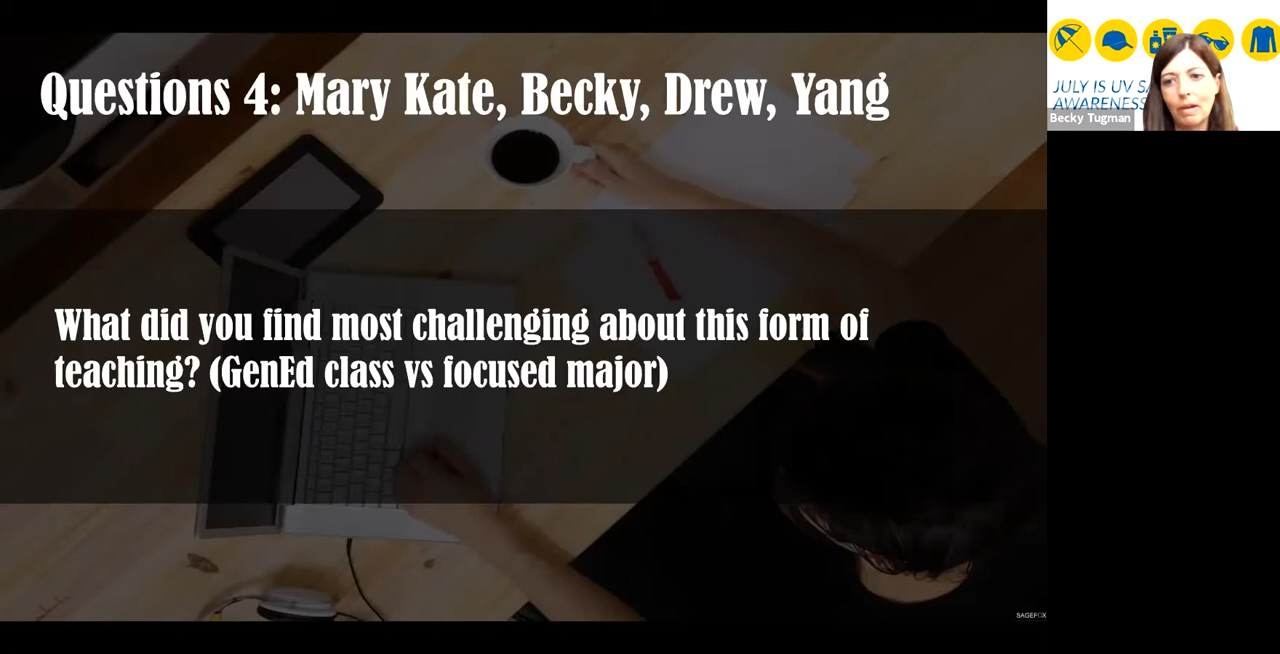 Questions 4: Mary Kate, Becky, Drew, Yang
JULY IS UV
AWARENESS
Becky Tugman
What did you find most challenging about this form of
teaching? (GenEd class vs focused major)
SAGEFOX